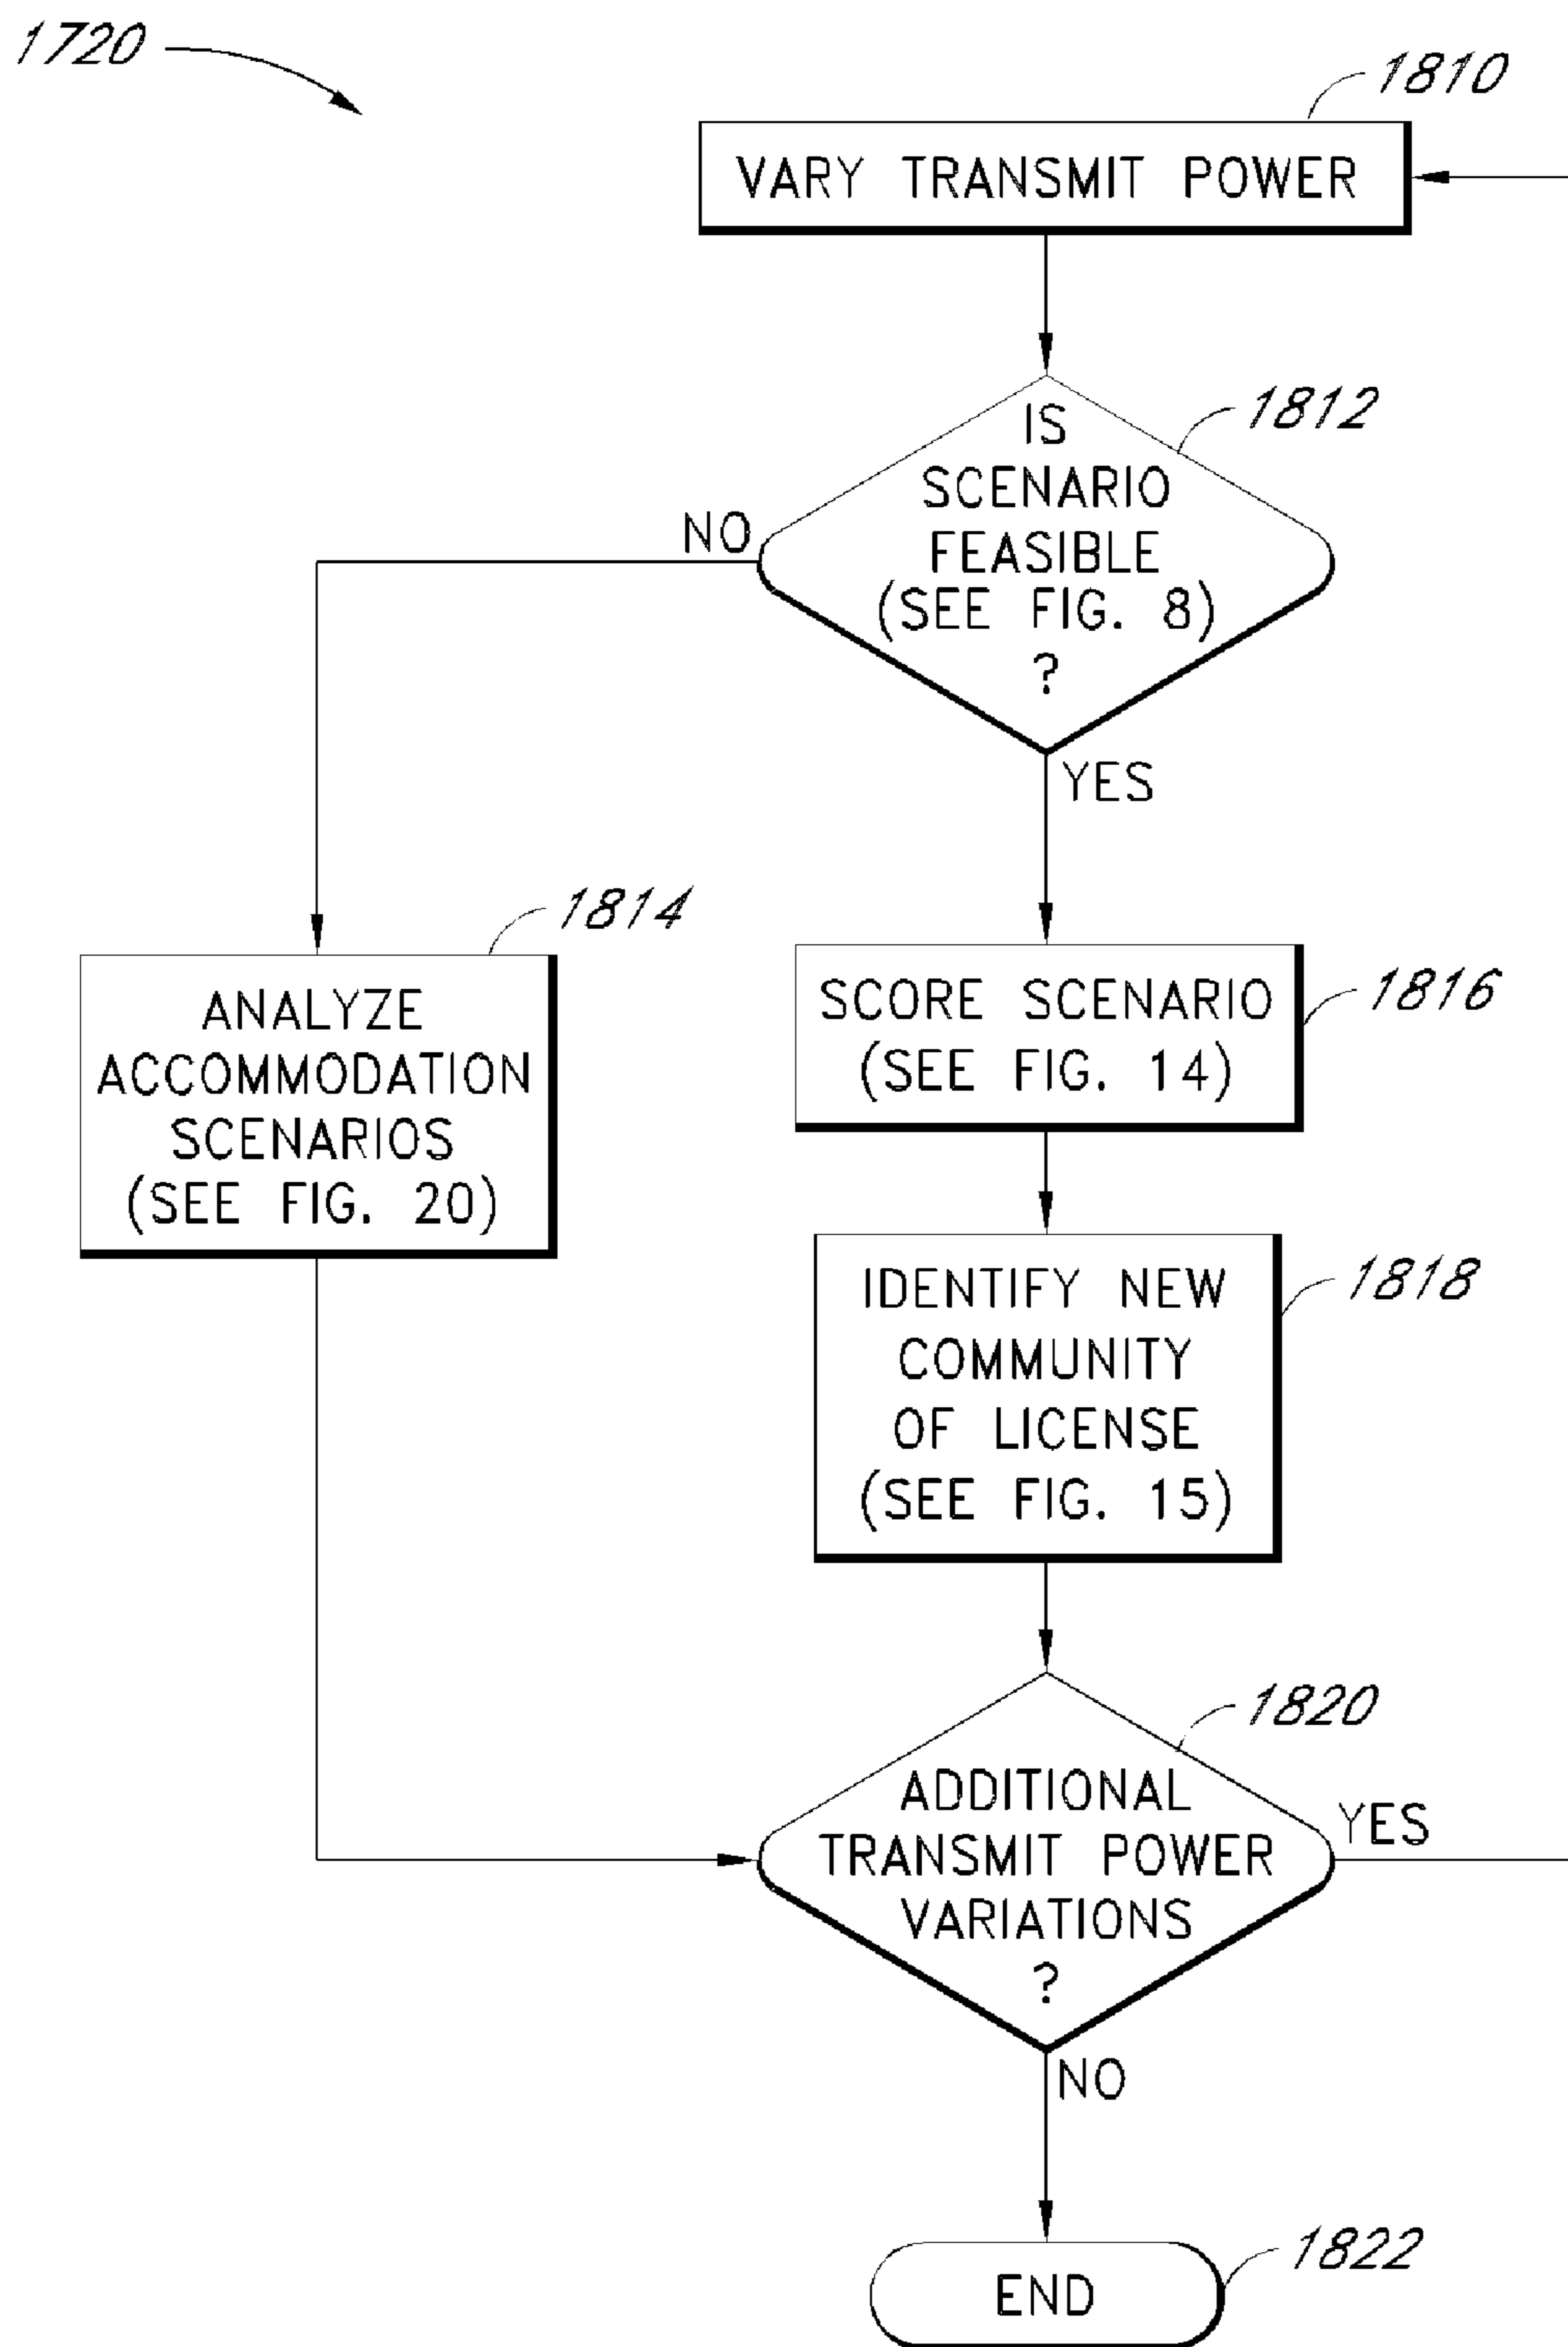 1720
1810
VARY TRANSMIT POWER
1812
IS
SCENARIO
FEASIBLE
(SEE FIG. 8)
?
NO
YES
1814
ANALYZE
ACCOMMODATION
SCENARIOS
(SEE FIG. 20)
1816
SCORE SCENARIO
(SEE FIG. 14)
1818
IDENTIFY NEW
COMMUNITY
OF LICENSE
(SEE FIG. 15)
1820
ADDITIONAL
TRANSMIT POWER
VARIATIONS
?
YES
NO
1822
END